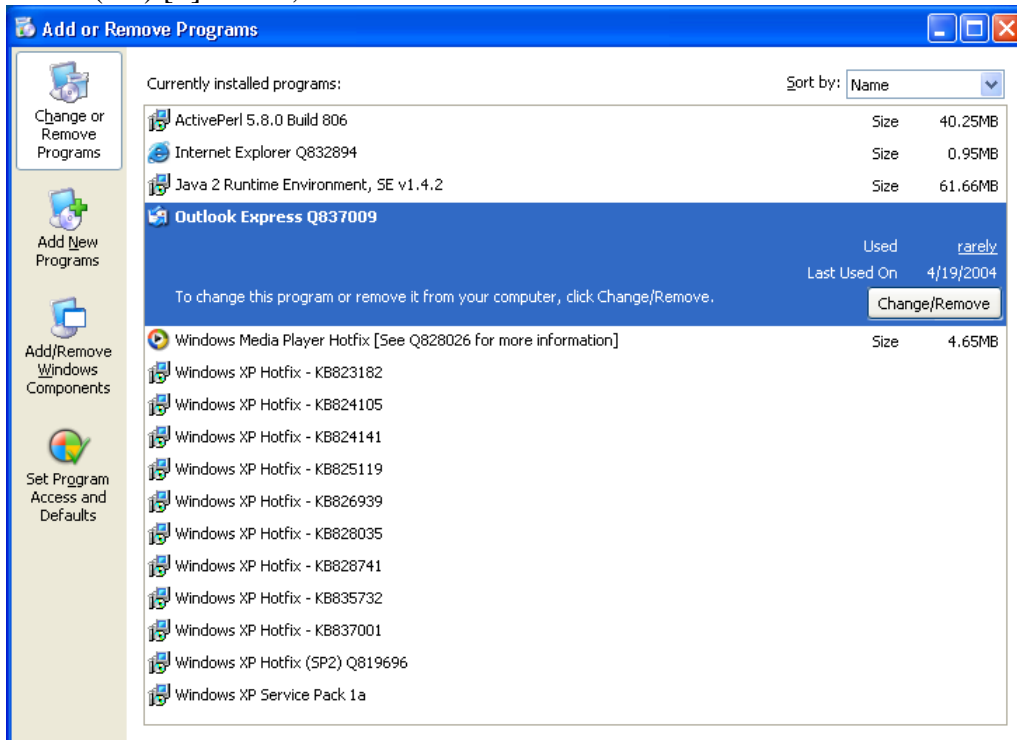 Add or Remove Programs
Currently installed programs:
Sort by: Name
Change or
Remove
Programs
ActivePerl 5.8.0 Build 806 Size 40.25MB
Internet Explorer Q832894 Size 0.95MB
Java 2 Runtime Environment, SE v1.4.2 Size 61.66MB
Add New
Programs
Outlook Express Q837009
Used rarely
Last Used On 4/19/2004
To change this program or remove it from your computer, click Change/Remove.
Change/Remove
Add/Remove
Windows
Components
Windows Media Player Hotfix [See Q828026 for more information] Size 4.65MB
Windows XP Hotfix - KB823182
Windows XP Hotfix - KB824105
Windows XP Hotfix - KB824141
Set Program
Access and
Defaults
Windows XP Hotfix - KB825119
Windows XP Hotfix - KB826939
Windows XP Hotfix - KB828035
Windows XP Hotfix - KB828741
Windows XP Hotfix - KB835732
Windows XP Hotfix - KB837001
Windows XP Hotfix (SP2) Q819696
Windows XP Service Pack 1a